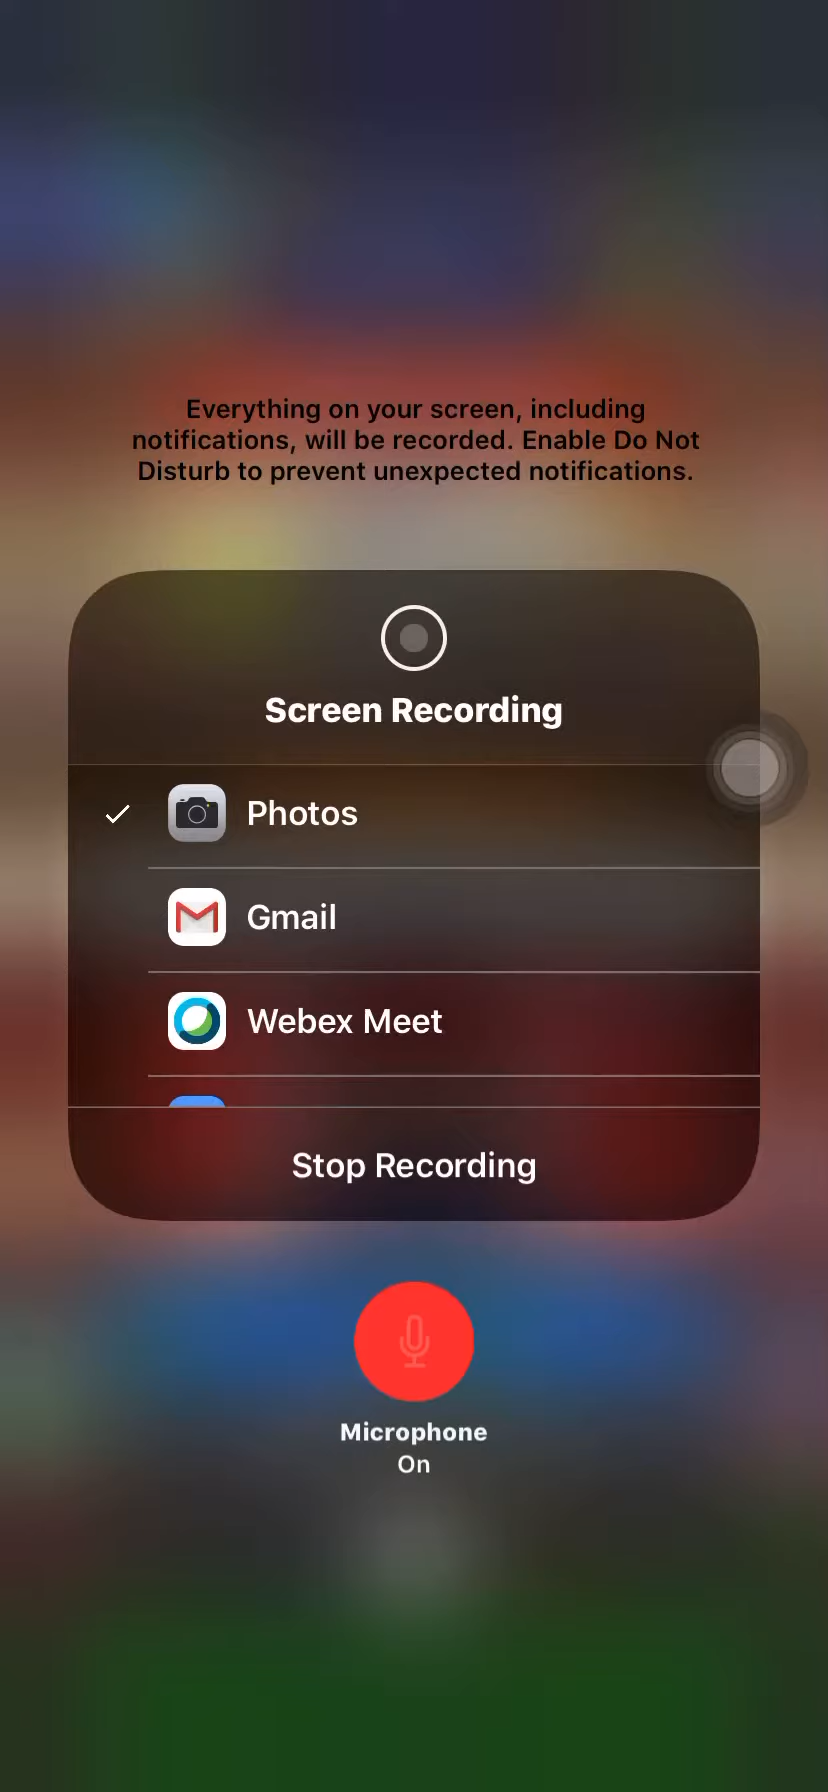 Everything on your screen, including
notifications, will be recorded. Enable Do Not
Disturb to prevent unexpected notifications.
Screen Recording
Photos
Gmail
Webex Meet
Stop Recording
Microphone
On